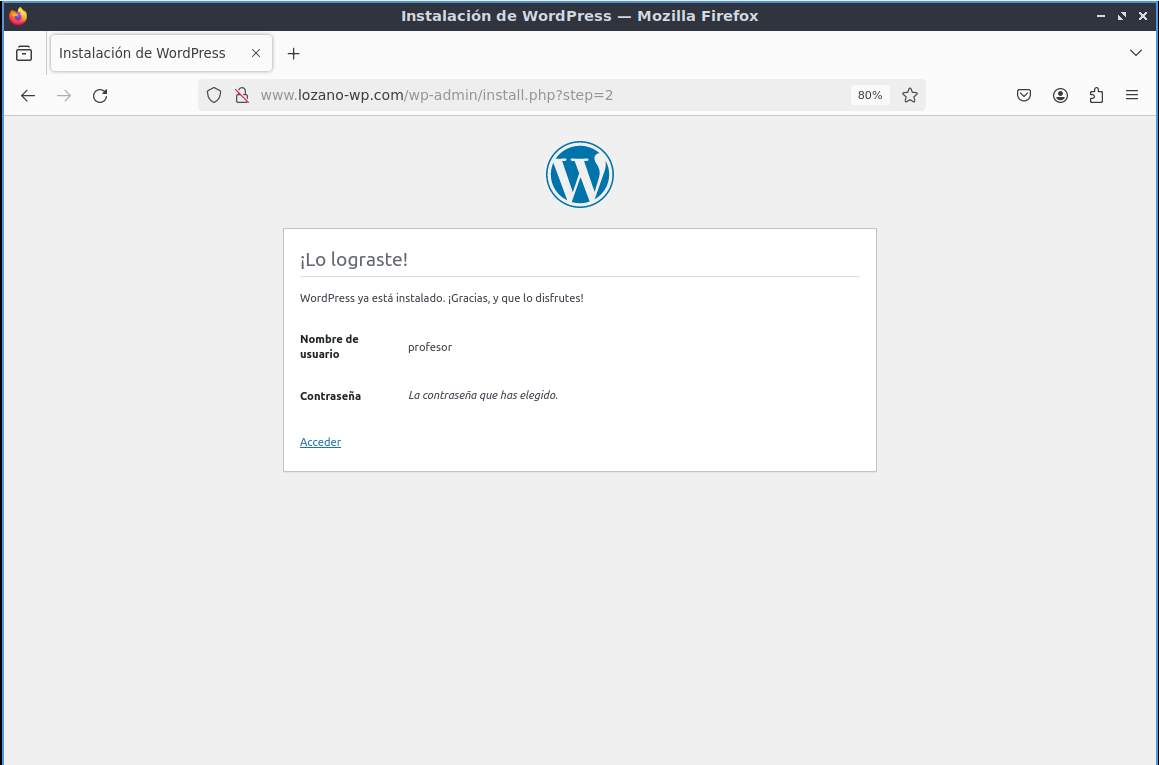 Instalación de WordPress — Mozilla Firefox
Instalación de WordPress
www.lozano-wp.com/wp-admin/install.php?step=2
80%
¡Lo lograste!
WordPress ya está instalado. ¡Gracias, y que lo disfrutes!
Nombre de
usuario
profesor
Contraseña
La contraseña que has elegido.
Acceder